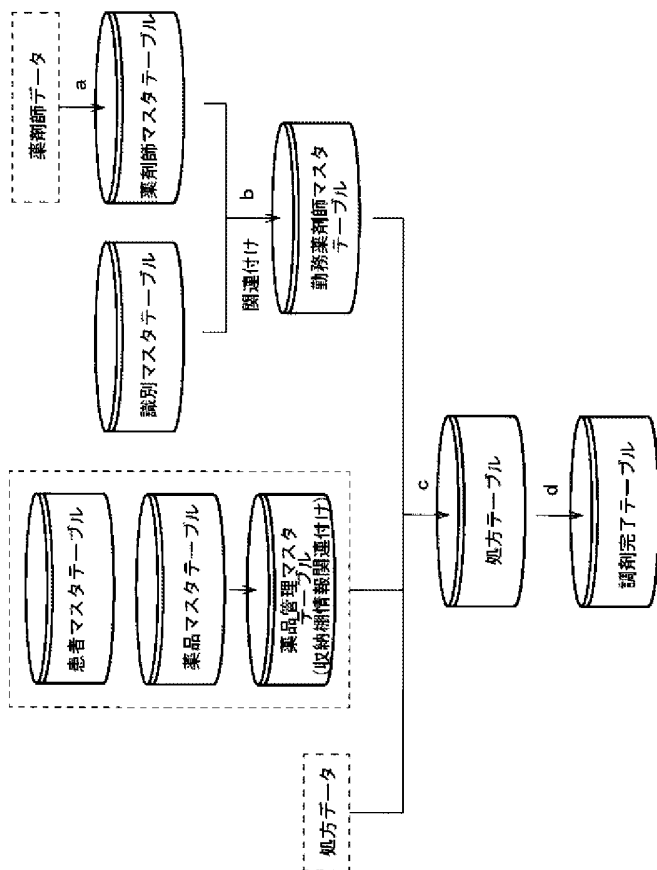 薬剤師データ
a
薬剤師マスタテーブル
識別マスタテーブル
関連付け
b
勤務薬剤師マスタ
テーブル
患者マスタテーブル
薬品マスタテーブル
薬品管理マスタ
テーブル
(収納棚情報関連付け)
処方データ
c
処方テーブル
d
調剤完了テーブル